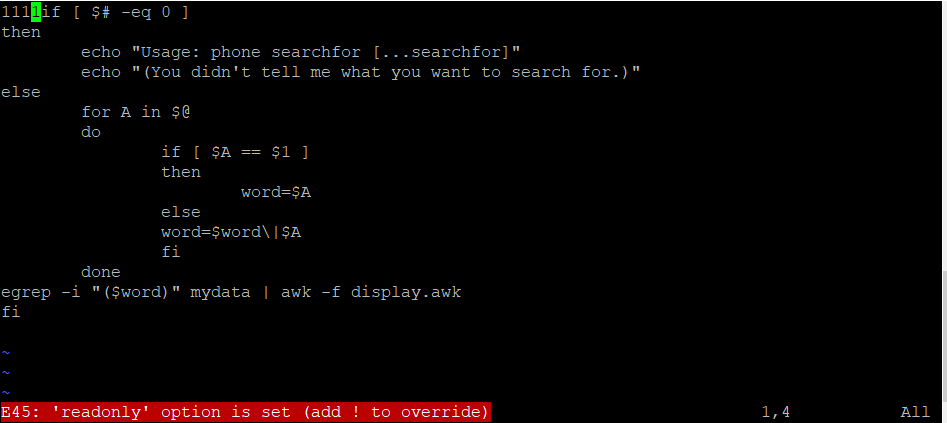 1111if [ $# -eq 0 ]
then
        echo "Usage: phone searchfor [...searchfor]"
        echo "(You didn't tell me what you want to search for.)"
else
        for A in $@
        do
                if [ $A == $1 ]
                then
                        word=$A
                else
                word=$word\|$A
                fi
        done
egrep -i "($word)" mydata | awk -f display.awk
fi

~
~
~
E45: 'readonly' option is set (add ! to override)                           1,4           All